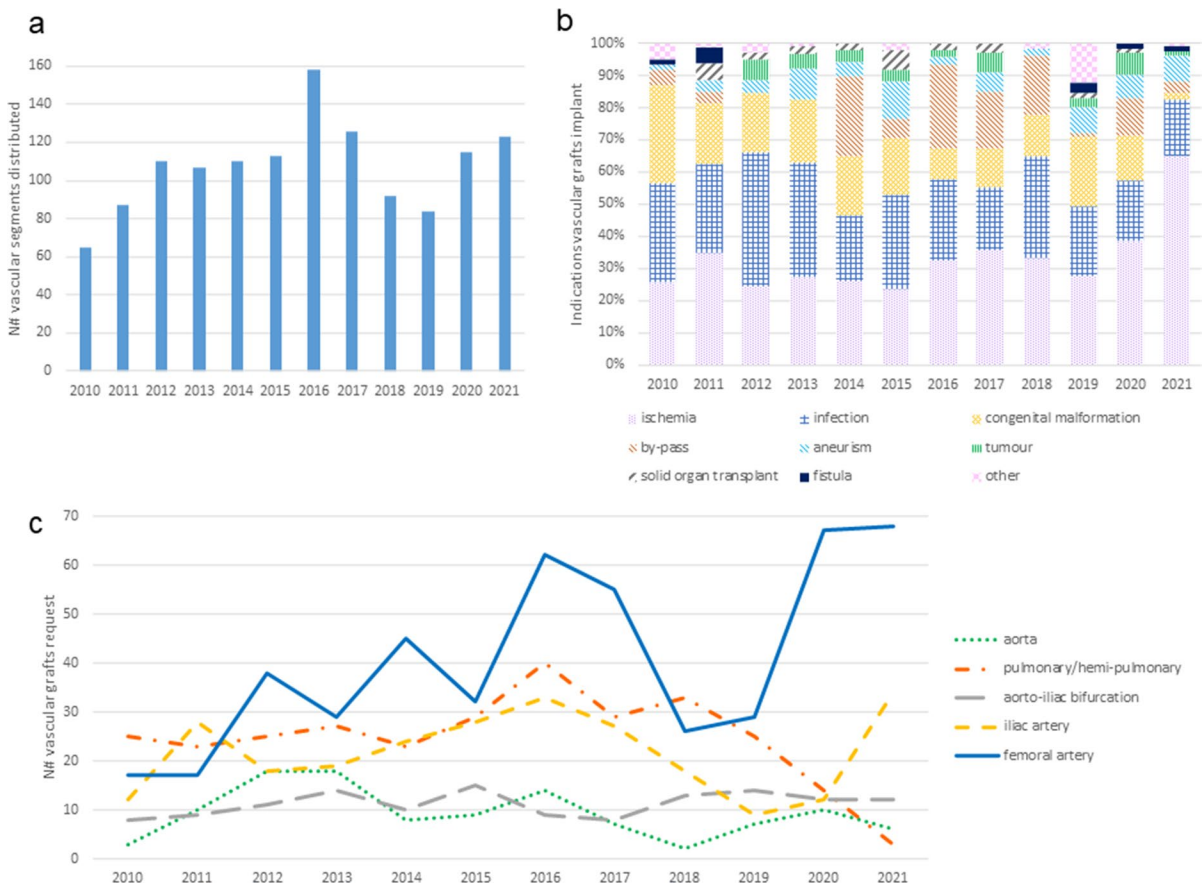 a
N# vascular segments distributed
160
140
120
100
80
60
40
20
0
2010 2011 2012 2013 2014 2015 2016 2017 2018 2019 2020 2021
b
Indications vascular grafts implant
100%
90%
80%
70%
60%
50%
40%
30%
20%
10%
0%
2010 2011 2012 2013 2014 2015 2016 2017 2018 2019 2020 2021
ischemia infection congenital malformation
by-pass aneurism tumour
solid organ transplant fistula other
c
N# vascular grafts request
70
60
50
40
30
20
10
0
2010 2011 2012 2013 2014 2015 2016 2017 2018 2019 2020 2021
aorta
pulmonary/hemi-pulmonary
aorto-iliac bifurcation
iliac artery
femoral artery